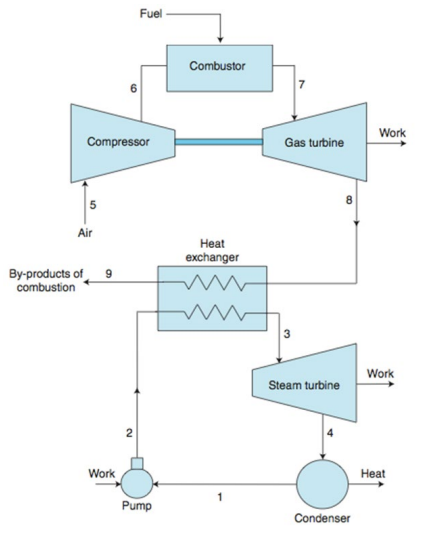 Fuel
Combustor
6
7
Compressor
Gas turbine
Work
5
8
Air
Heat
exchanger
By-products of
combustion
9
3
Steam turbine
Work
2
4
Work
Heat
1
Pump
Condenser